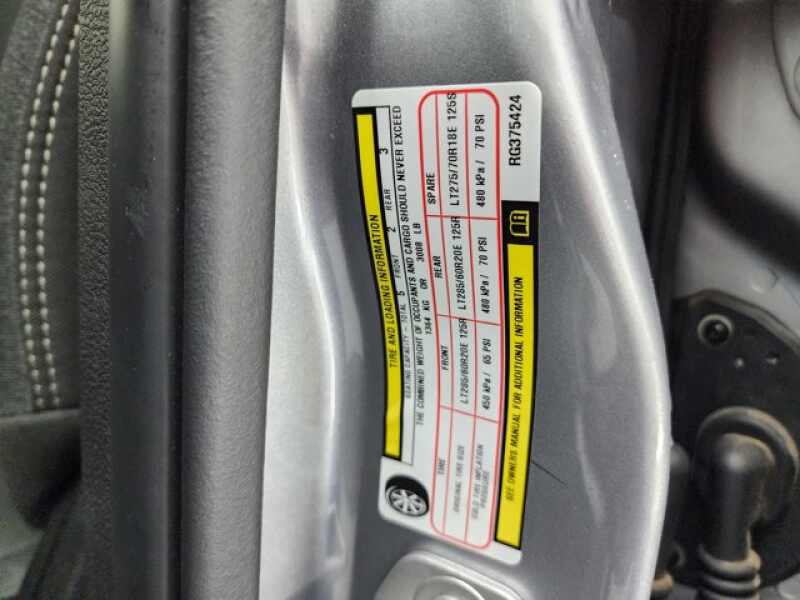 TIRE AND LOADING INFORMATION
SEATING CAPACITY – TOTAL 5 FRONT 2 REAR 3
THE COMBINED WEIGHT OF OCCUPANTS AND CARGO SHOULD NEVER EXCEED
1364 KG OR 3008 LB
TIRE FRONT REAR SPARE
ORIGINAL TIRE SIZE LT285/60R20E 125R LT285/60R20E 125R LT275/70R18E 125S
COLD TIRE INFLATION PRESSURE 450 kPa / 65 PSI 480 kPa / 70 PSI 480 kPa / 70 PSI
SEE OWNERS MANUAL FOR ADDITIONAL INFORMATION
RG375424